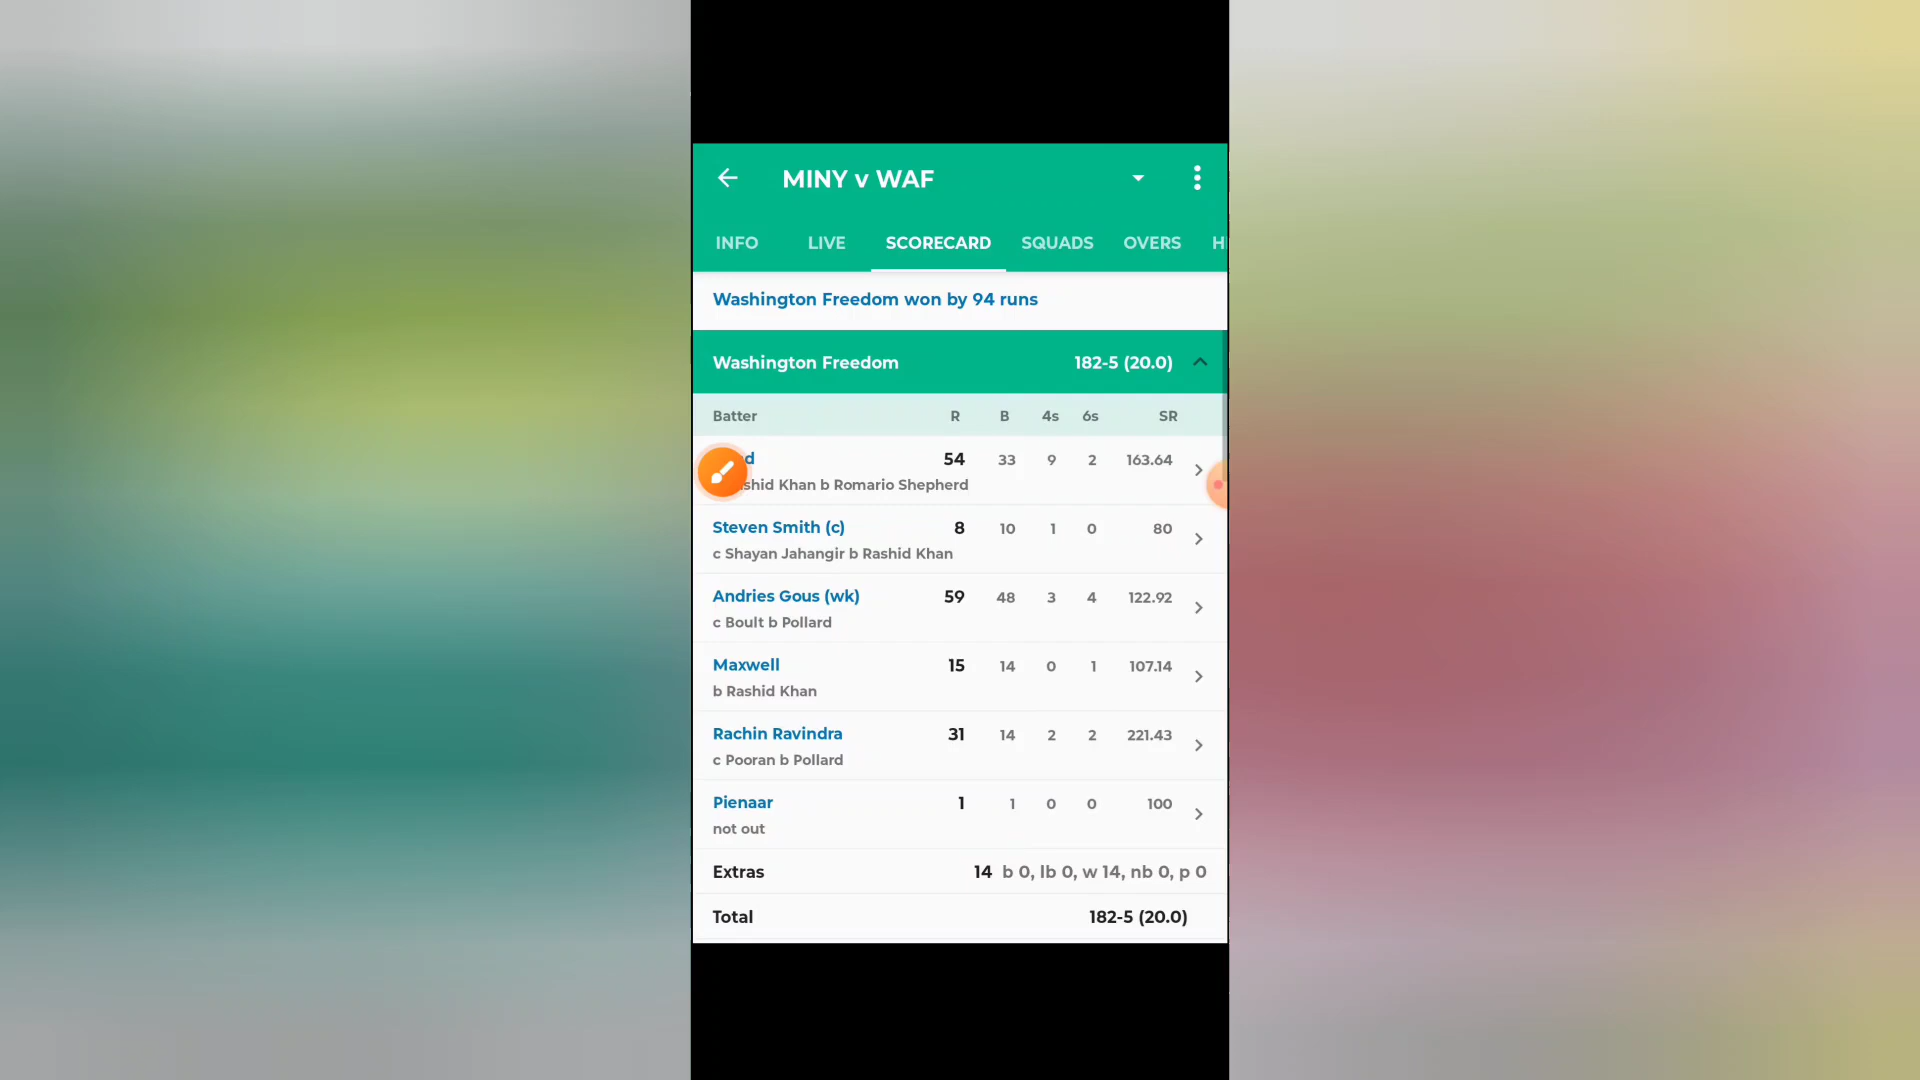 MINY v WAF
INFO LIVE SCORECARD SQUADS OVERS
Washington Freedom won by 94 runs
Washington Freedom 182-5 (20.0)
Batter R B 4s 6s SR
54 33 9 2 163.64
Khan b Romario Shepherd
Steven Smith (c) 8 10 1 0 80
c Shayan Jahangir b Rashid Khan
Andries Gous (wk) 59 48 3 4 122.92
c Boult b Pollard
Maxwell 15 14 0 1 107.14
b Rashid Khan
Rachin Ravindra 31 14 2 2 221.43
c Pooran b Pollard
Pienaar 1 1 0 0 100
not out
Extras 14 b 0, lb 0, w 14, nb 0, p 0
Total 182-5 (20.0)